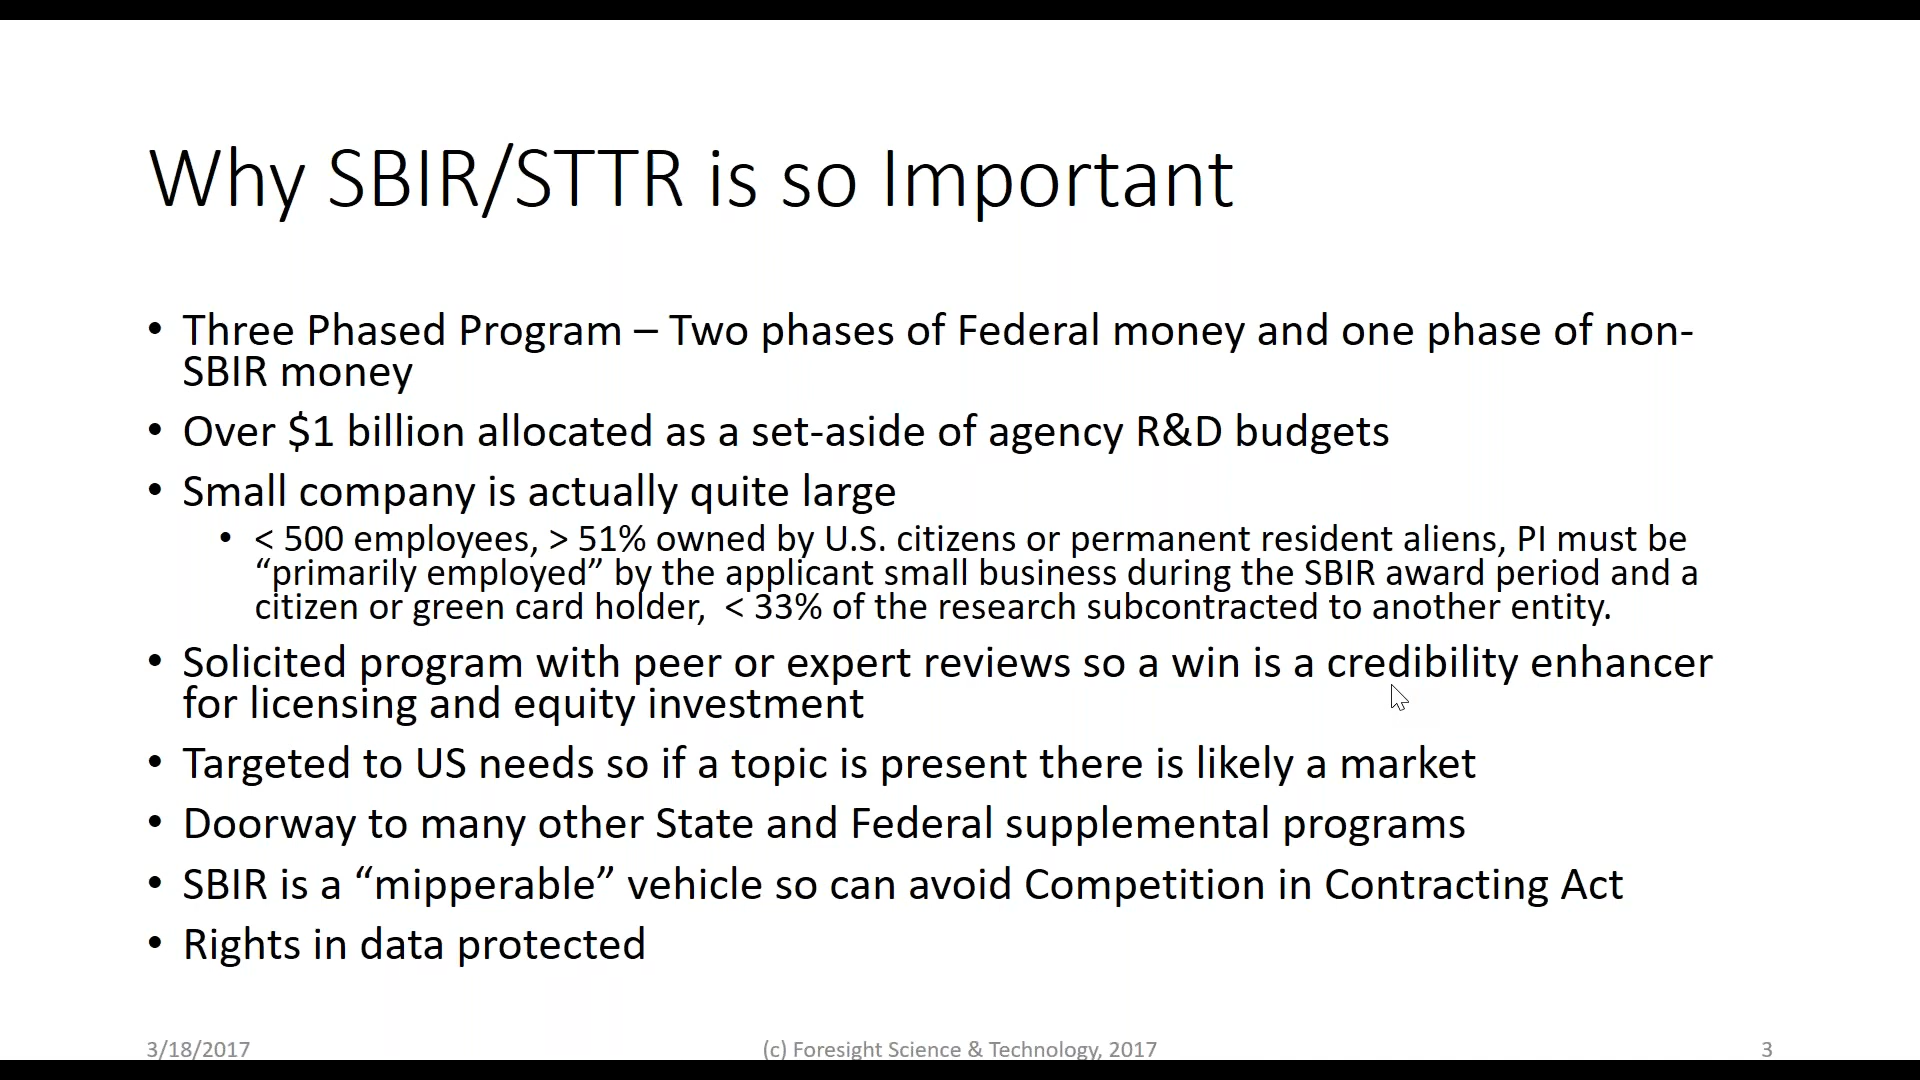 Why SBIR/STTR is so Important
• Three Phased Program – Two phases of Federal money and one phase of non-
SBIR money
• Over $1 billion allocated as a set-aside of agency R&D budgets
• Small company is actually quite large
• < 500 employees, > 51% owned by U.S. citizens or permanent resident aliens, PI must be
“primarily employed” by the applicant small business during the SBIR award period and a
citizen or green card holder, < 33% of the research subcontracted to another entity.
• Solicited program with peer or expert reviews so a win is a credibility enhancer
for licensing and equity investment
• Targeted to US needs so if a topic is present there is likely a market
• Doorway to many other State and Federal supplemental programs
• SBIR is a “mipperable” vehicle so can avoid Competition in Contracting Act
• Rights in data protected
3/18/2017
(c) Foresight Science & Technology, 2017
3